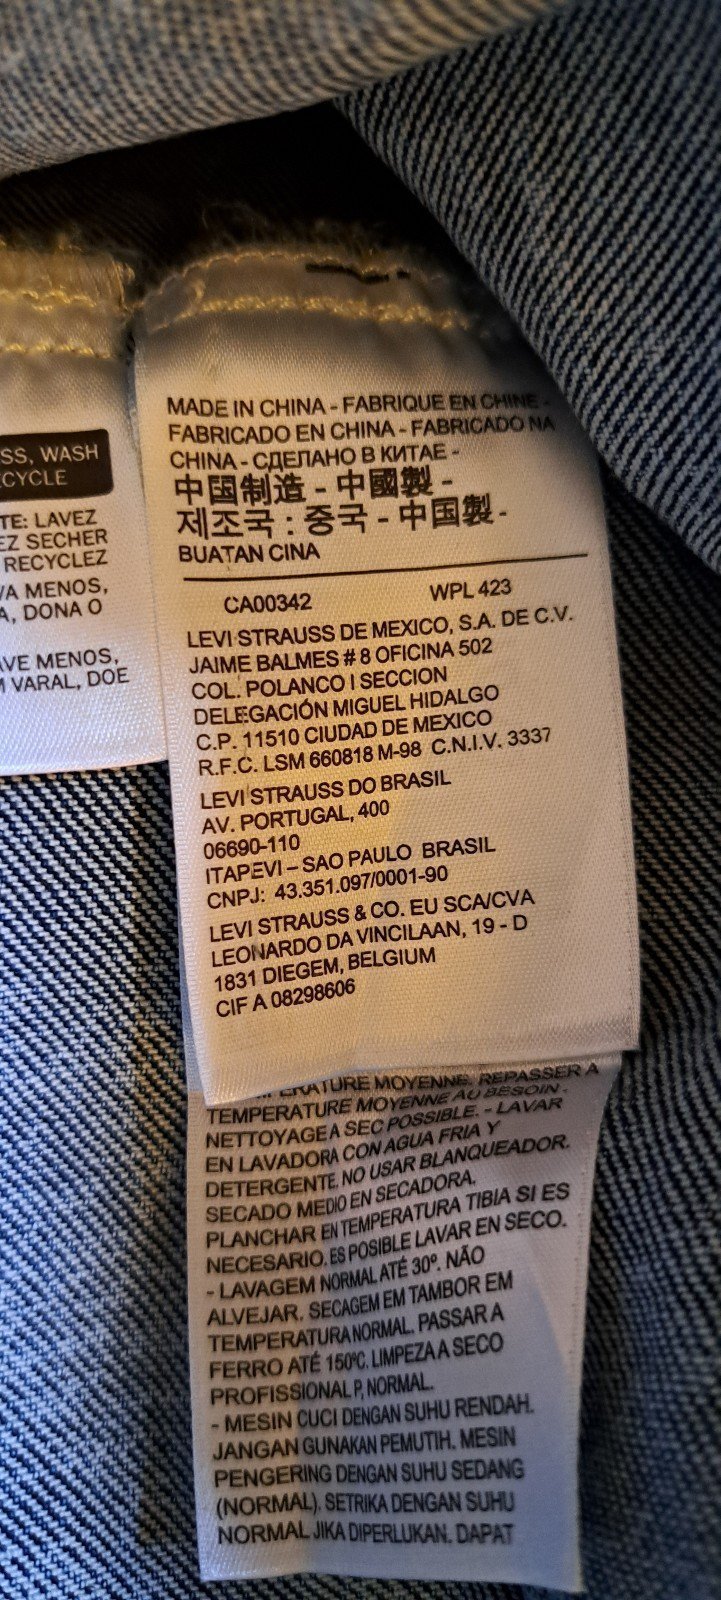 SS, WASH
CYCLE
TE: LAVEZ
EZ SECHER
RECYCLEZ
VA MENOS,
A, DONA O
AVE MENOS,
M VARAL, DOE
MADE IN CHINA - FABRIQUE EN CHINE -
FABRICADO EN CHINA - FABRICADO NA
CHINA - СДЕЛАНО В КИТАЕ -
中国制造 - 中國製 -
제조국 : 중국 - 中国製 -
BUATAN CINA
CA00342 WPL 423
LEVI STRAUSS DE MEXICO, S.A. DE C.V.
JAIME BALMES # 8 OFICINA 502
COL. POLANCO I SECCION
DELEGACIÓN MIGUEL HIDALGO
C.P. 11510 CIUDAD DE MEXICO
R.F.C. LSM 660818 M-98 C.N.I.V. 3337
LEVI STRAUSS DO BRASIL
AV. PORTUGAL, 400
06690-110
ITAPEVI – SAO PAULO BRASIL
CNPJ: 43.351.097/0001-90
LEVI STRAUSS & CO. EU SCA/CVA
LEONARDO DA VINCILAAN, 19 - D
1831 DIEGEM, BELGIUM
CIF A 08298606
MOYENNE. REPASSER A
TEMPERATURE MOYENNE AU BESOIN -
NETTOYAGE A SEC POSSIBLE. - LAVAR
EN LAVADORA CON AGUA FRIA Y
DETERGENTE. NO USAR BLANQUEADOR.
SECADO MEDIO EN SECADORA.
PLANCHAR EN TEMPERATURA TIBIA SI ES
NECESARIO. ES POSIBLE LAVAR EN SECO.
- LAVAGEM NORMAL ATÉ 30º. NÃO
ALVEJAR. SECAGEM EM TAMBOR EM
TEMPERATURA NORMAL. PASSAR A
FERRO ATÉ 150ºC. LIMPEZA A SECO
PROFISSIONAL P, NORMAL.
- MESIN CUCI DENGAN SUHU RENDAH.
JANGAN GUNAKAN PEMUTIH. MESIN
PENGERING DENGAN SUHU SEDANG
(NORMAL). SETRIKA DENGAN SUHU
NORMAL JIKA DIPERLUKAN. DAPAT